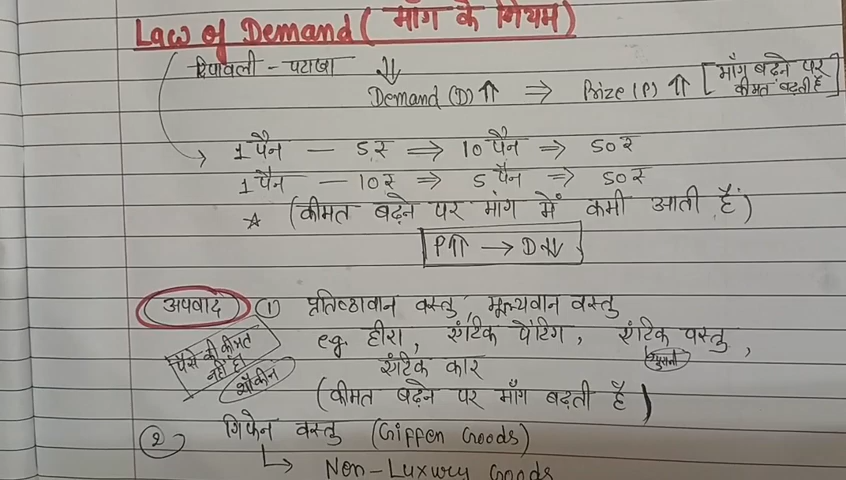 Law of Demand ( माँग के नियम )
दिपावली - पटाखा
Demand (D) ↑ ⇒ Prize (P) ↑ [ माँग बढ़ने पर
कीमत बढ़ती है ]
1 पैन — 5 ₹ ⇒ 10 पैन ⇒ 50 ₹
1 पैन — 10 ₹ ⇒ 5 पैन ⇒ 50 ₹
☆ (कीमत बढ़ने पर मांग में कमी आती है)
P↑ → D↓
अपवाद ① प्रतिष्ठावान वस्तु, मूल्यवान वस्तु
eg. हीरा, एंटिक पेंटिंग, एंटिक वस्तु,
पैसे की कीमत
नहीं है।
एंटिक कार
शौकीन
(कीमत बढ़ने पर माँग बढ़ती है)
② गिफेन वस्तु (Giffen Goods)
↳ Non-Luxury Goods